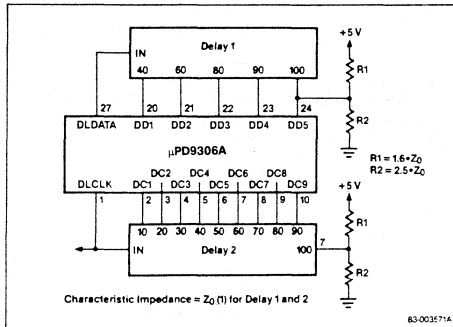 Delay 1
IN
40 60 80 90 100
+5 V
R1
R2
27 20 21 22 23 24
DLDATA DD1 DD2 DD3 DD4 DD5
μPD9306A
R1 = 1.6•Z0
R2 = 2.5•Z0
DC2 DC4 DC6 DC8
DLCLK DC1 DC3 DC5 DC7 DC9
1 2 3 4 5 6 7 8 9 10
+5 V
R1
R2
10 20 30 40 50 60 70 80 90
IN Delay 2 100 7
Characteristic Impedance = Z0 (1) for Delay 1 and 2
83-003571A